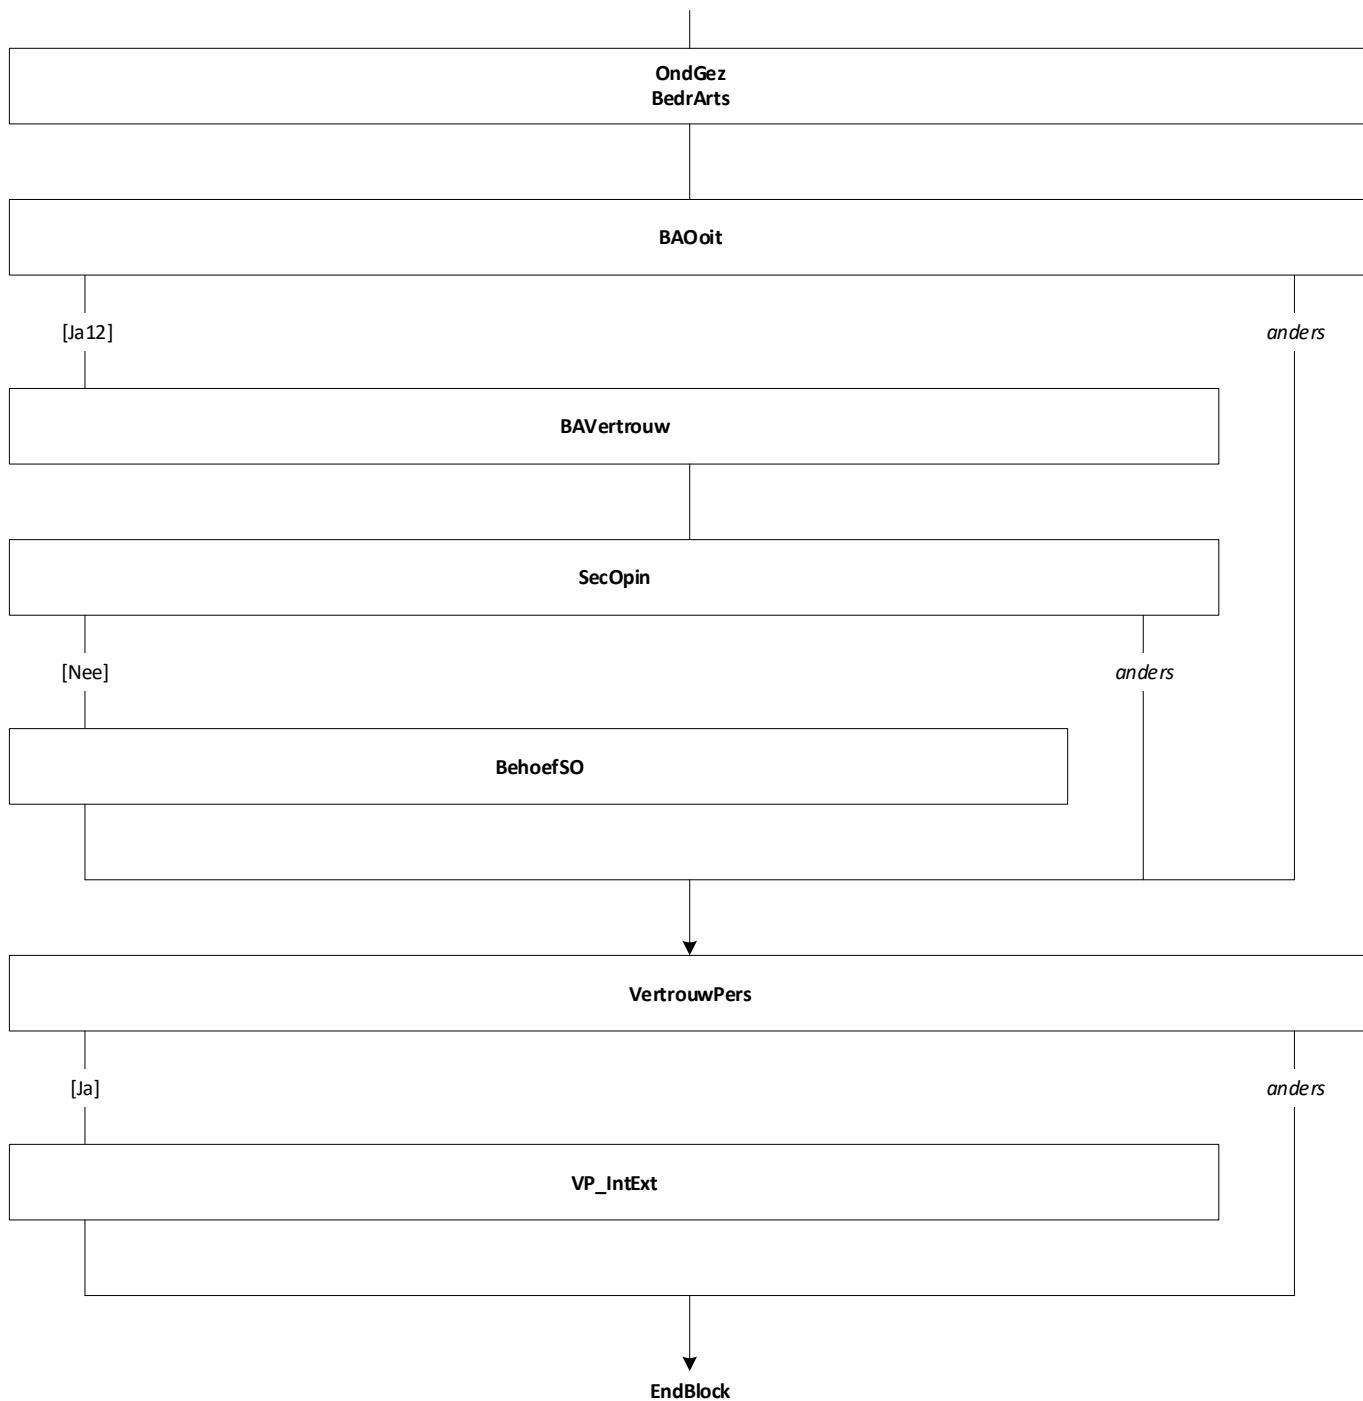 OndGez
BedrArts
BAOoit
[Ja12]
anders
BAVertrouw
SecOpin
[Nee]
anders
BehoefSO
VertrouwPers
[Ja]
anders
VP_IntExt
EndBlock